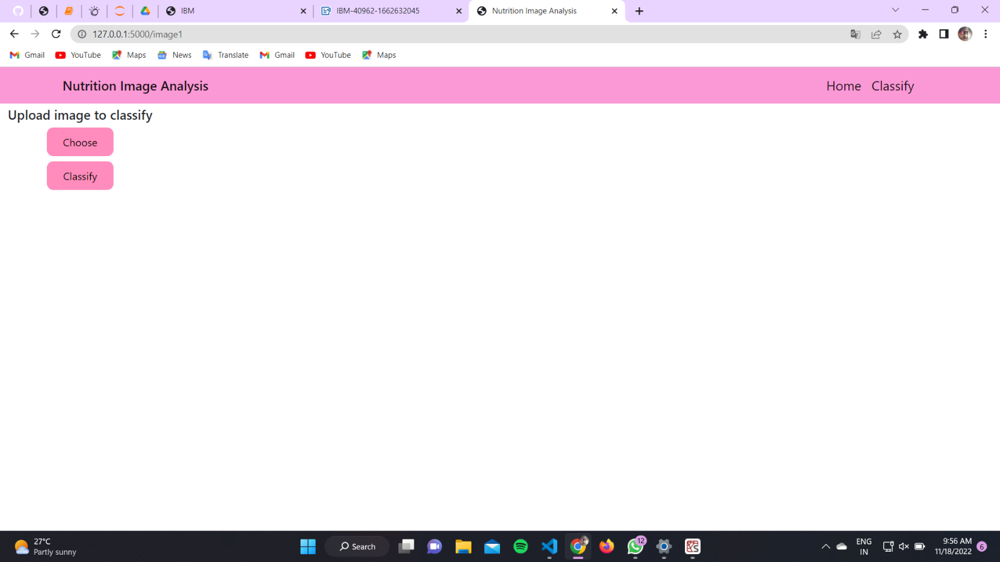 IBM
IBM-40962-1662632045
Nutrition Image Analysis
127.0.0.1:5000/image1
Gmail
YouTube
Maps
News
Translate
Gmail
YouTube
Maps
Nutrition Image Analysis
Home
Classify
Upload image to classify
Choose
Classify
27°C
Partly sunny
Search
12
ENG
IN
9:56 AM
11/18/2022
6